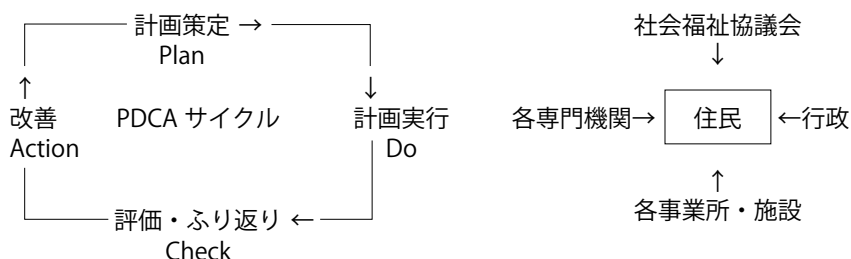 計画策定 →
Plan
↑
改善
Action
PDCA サイクル
↓
計画実行
Do
評価・ふり返り ←
Check
社会福祉協議会
↓
各専門機関→
住民
←行政
↑
各事業所・施設